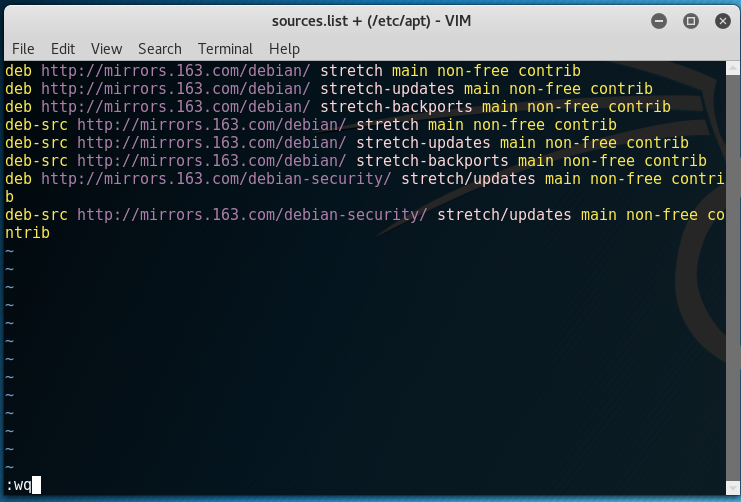 sources.list + (/etc/apt) - VIM
File Edit View Search Terminal Help
deb http://mirrors.163.com/debian/ stretch main non-free contrib
deb http://mirrors.163.com/debian/ stretch-updates main non-free contrib
deb http://mirrors.163.com/debian/ stretch-backports main non-free contrib
deb-src http://mirrors.163.com/debian/ stretch main non-free contrib
deb-src http://mirrors.163.com/debian/ stretch-updates main non-free contrib
deb-src http://mirrors.163.com/debian/ stretch-backports main non-free contrib
deb http://mirrors.163.com/debian-security/ stretch/updates main non-free contri
b
deb-src http://mirrors.163.com/debian-security/ stretch/updates main non-free co
ntrib
~
~
~
~
~
~
~
~
~
~
~
~
~
:wq